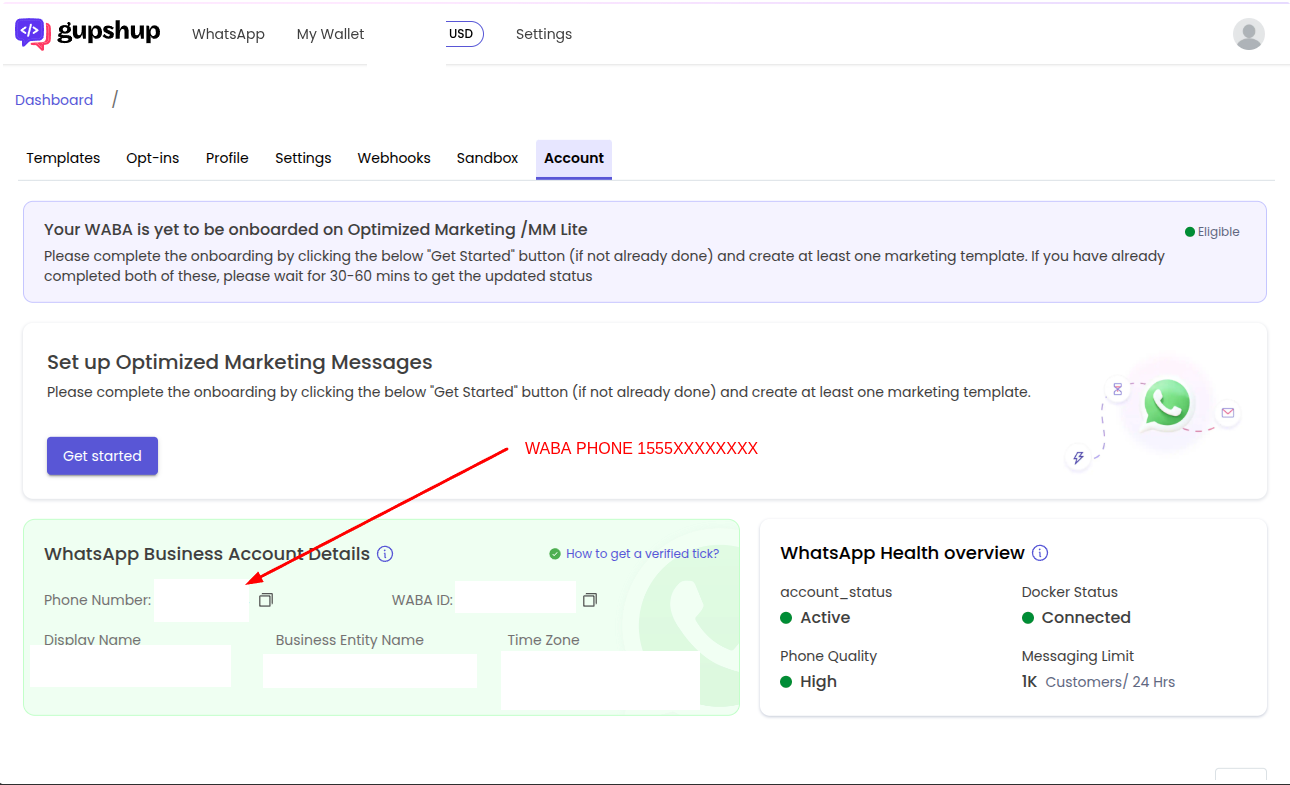 gupshup WhatsApp My Wallet USD Settings
Dashboard /
Templates Opt-ins Profile Settings Webhooks Sandbox Account
Your WABA is yet to be onboarded on Optimized Marketing /MM Lite
Eligible
Please complete the onboarding by clicking the below "Get Started" button (if not already done) and create at least one marketing template. If you have already
completed both of these, please wait for 30-60 mins to get the updated status
Set up Optimized Marketing Messages
Please complete the onboarding by clicking the below "Get Started" button (if not already done) and create at least one marketing template.
WABA PHONE 1555XXXXXXXX
Get started
WhatsApp Business Account Details
How to get a verified tick?
Phone Number: WABA ID:
Display Name Business Entity Name Time Zone
WhatsApp Health overview
account_status Docker Status
Active Connected
Phone Quality Messaging Limit
High 1K Customers/ 24 Hrs